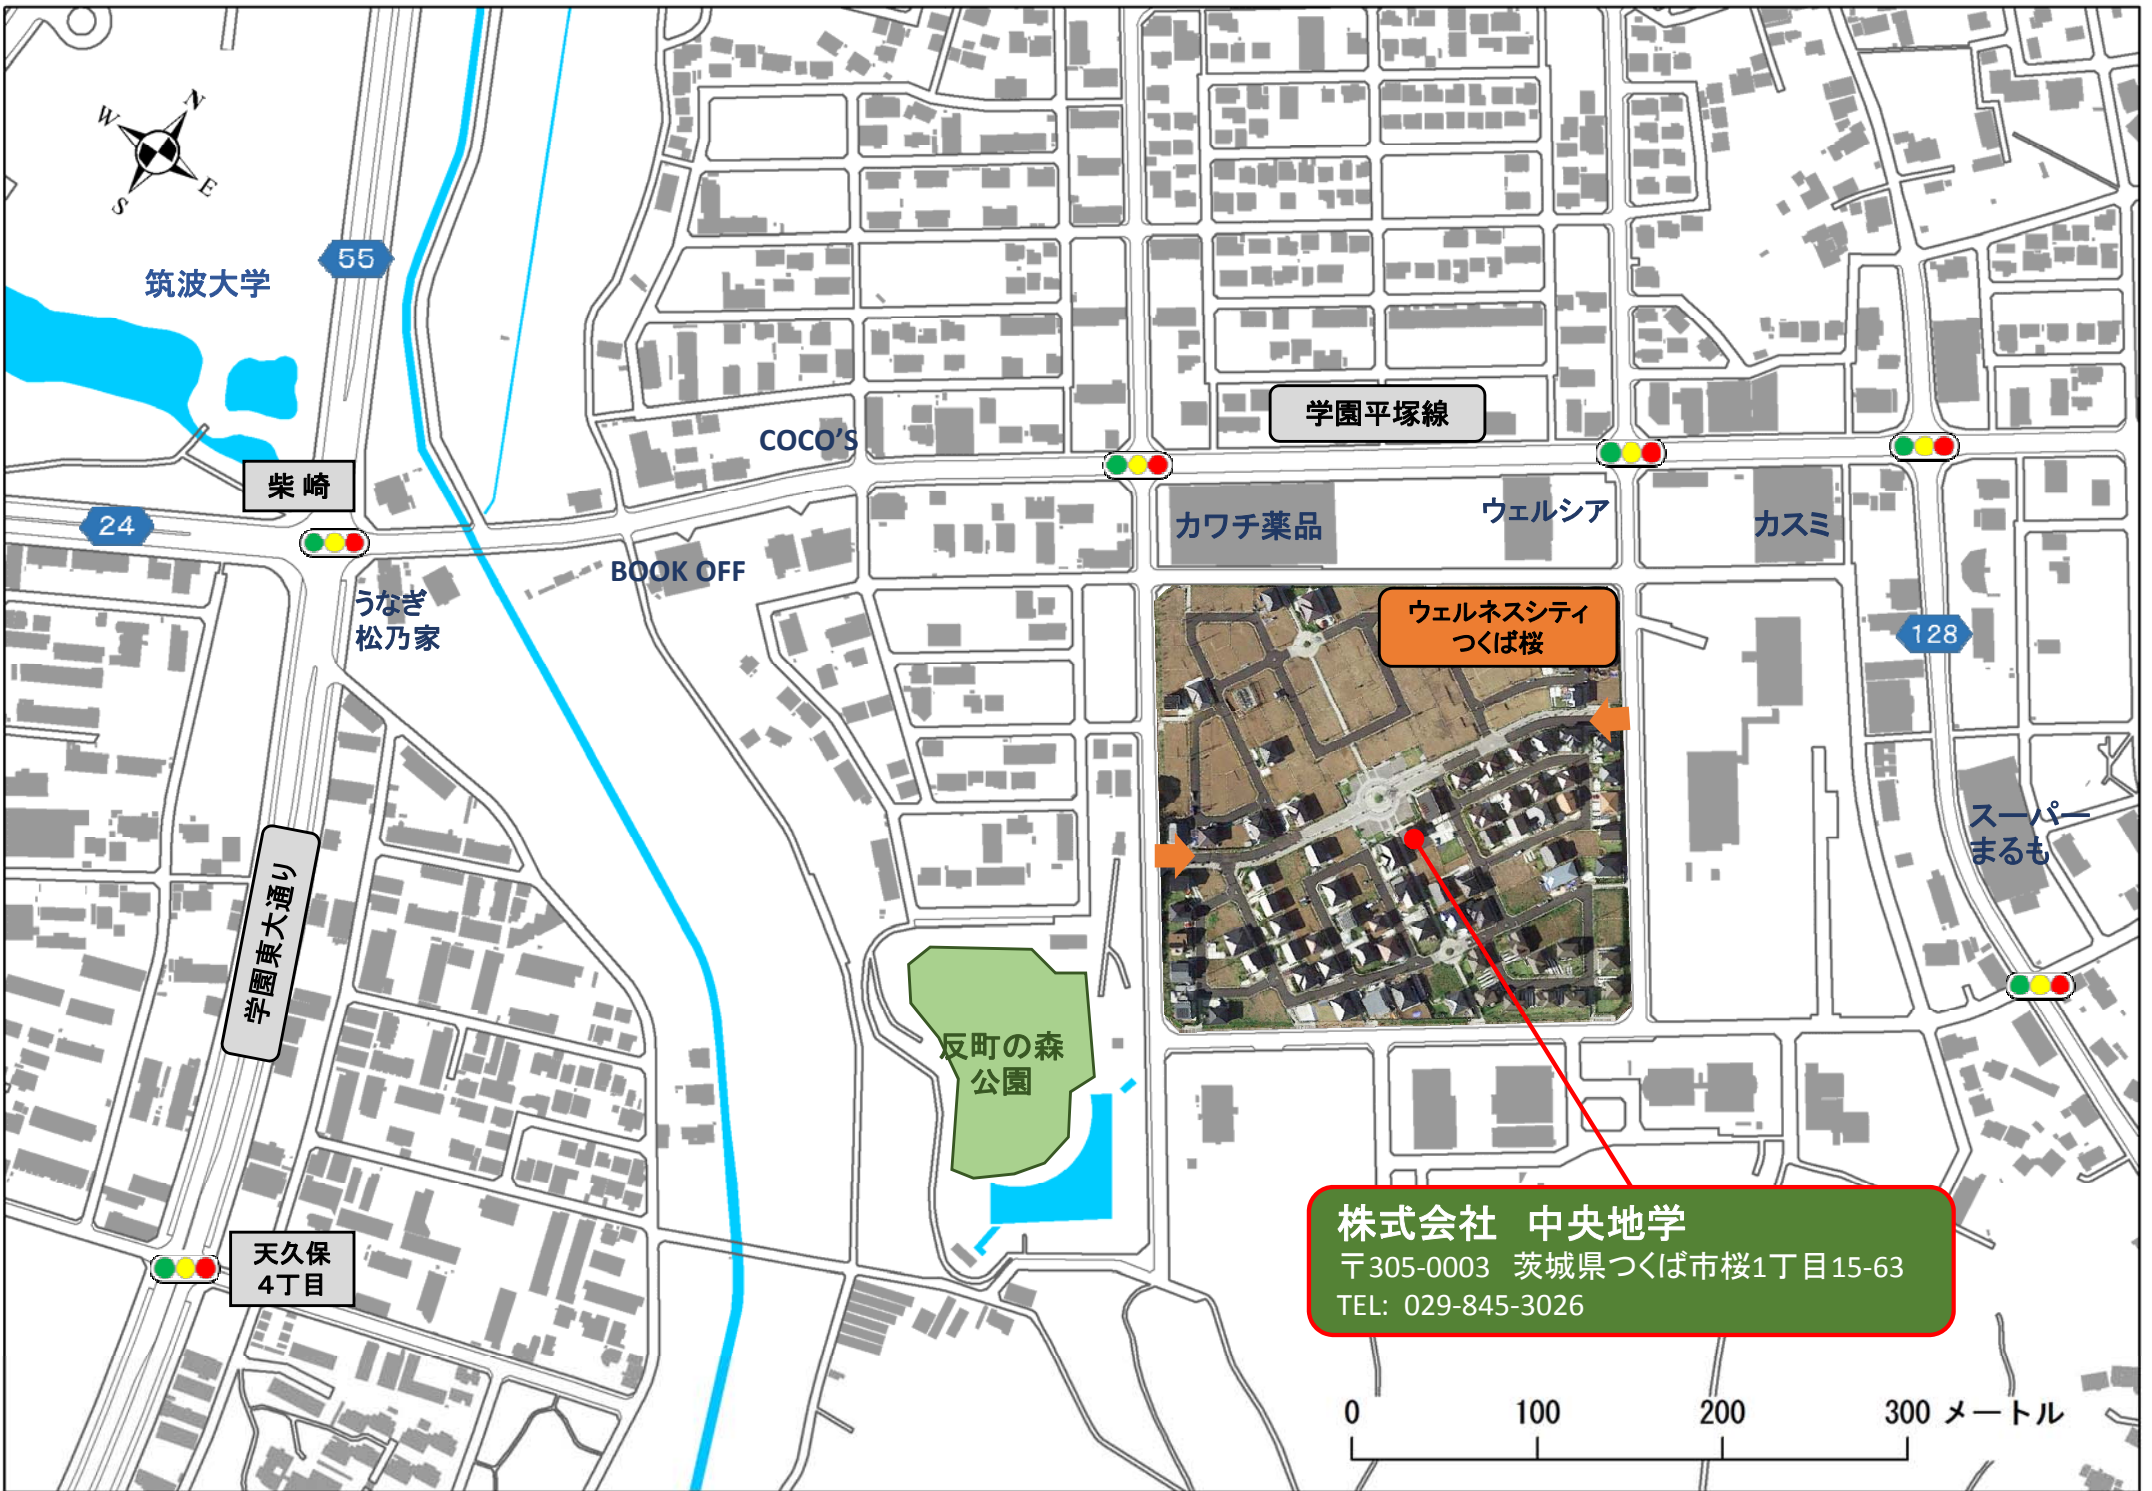 N
W
E
S
55
筑波大学
COCO'S
学園平塚線
柴崎
24
カワチ薬品
ウェルシア
カスミ
BOOK OFF
うなぎ
松乃家
ウェルネスシティ
つくば桜
128
スーパー
まるも
学園東大通り
反町の森
公園
天久保
4丁目
株式会社 中央地学
〒305-0003 茨城県つくば市桜1丁目15-63
TEL: 029-845-3026
0 100 200 300 メートル